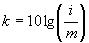 k = 10lg(i/m)